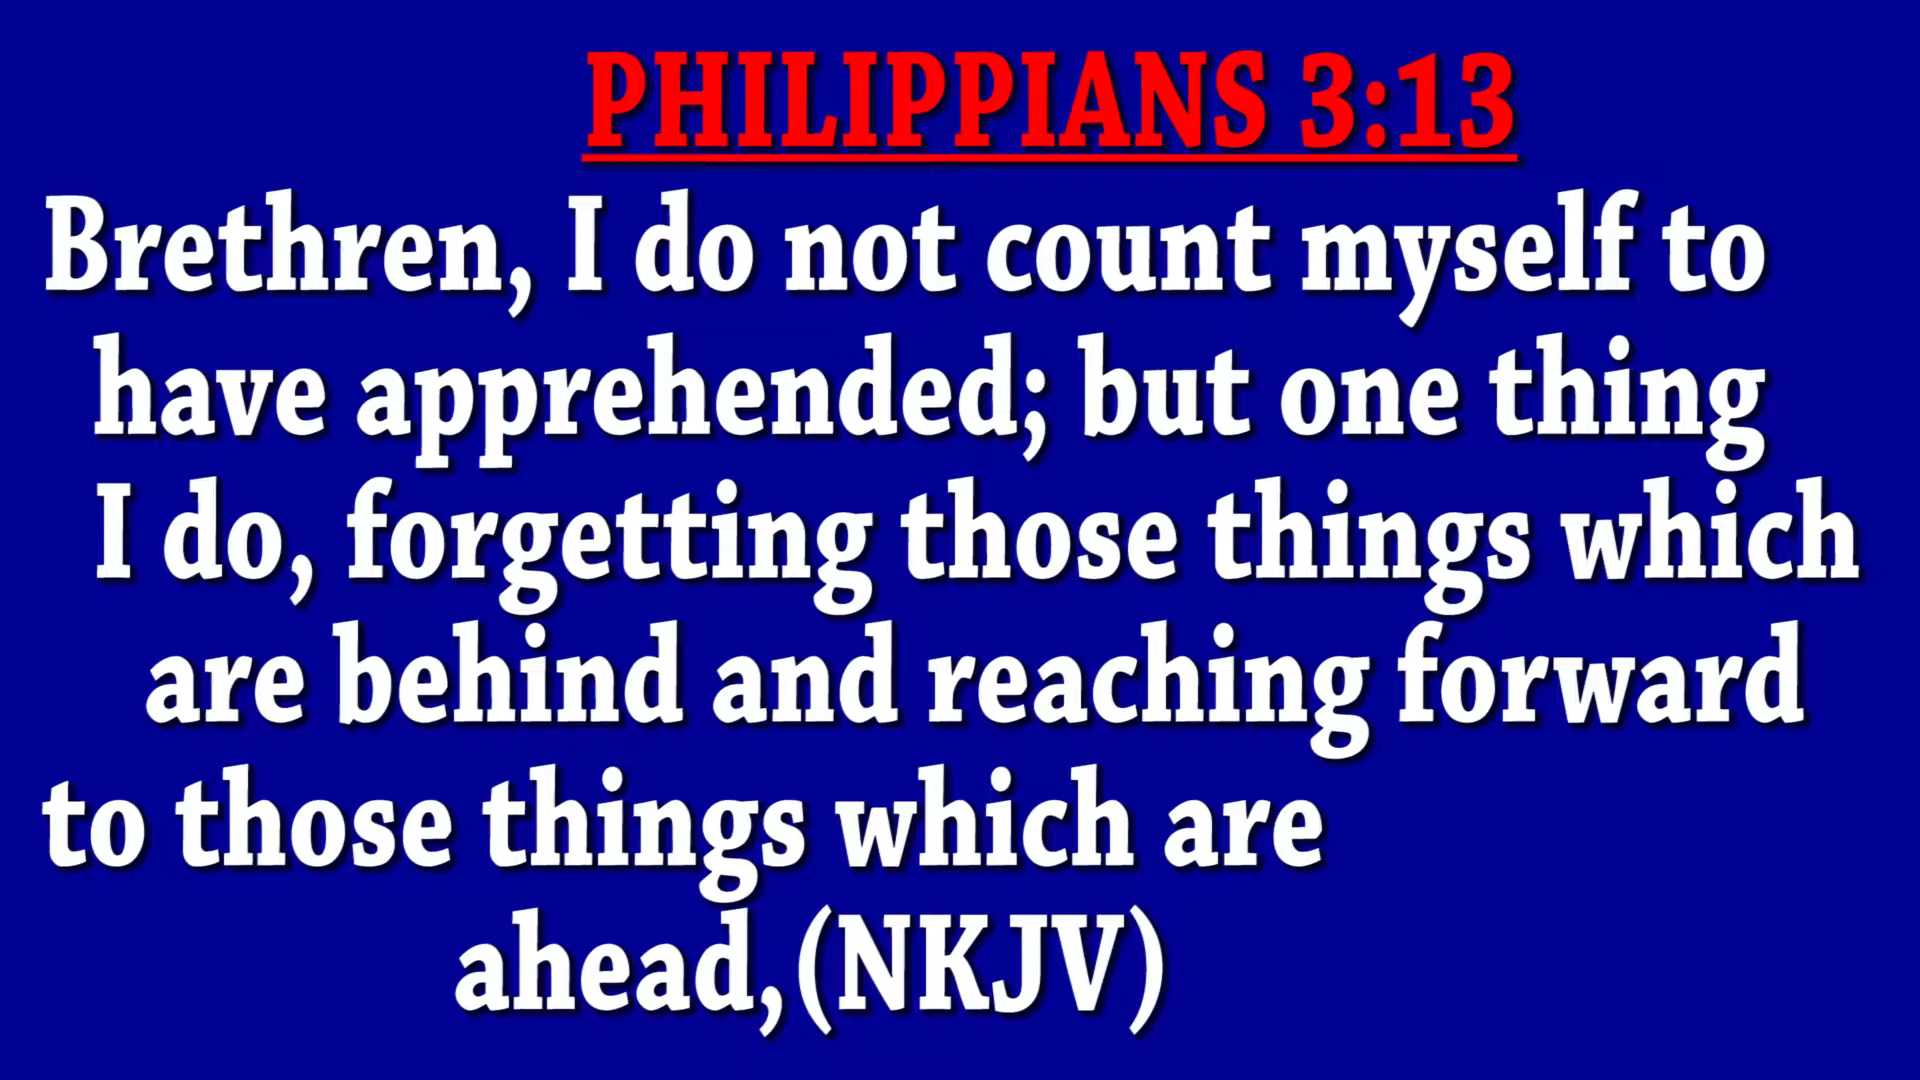 PHILIPPIANS 3:13
Brethren, I do not count myself to
have apprehended; but one thing
I do, forgetting those things which
are behind and reaching forward
to those things which are
ahead,(NKJV)